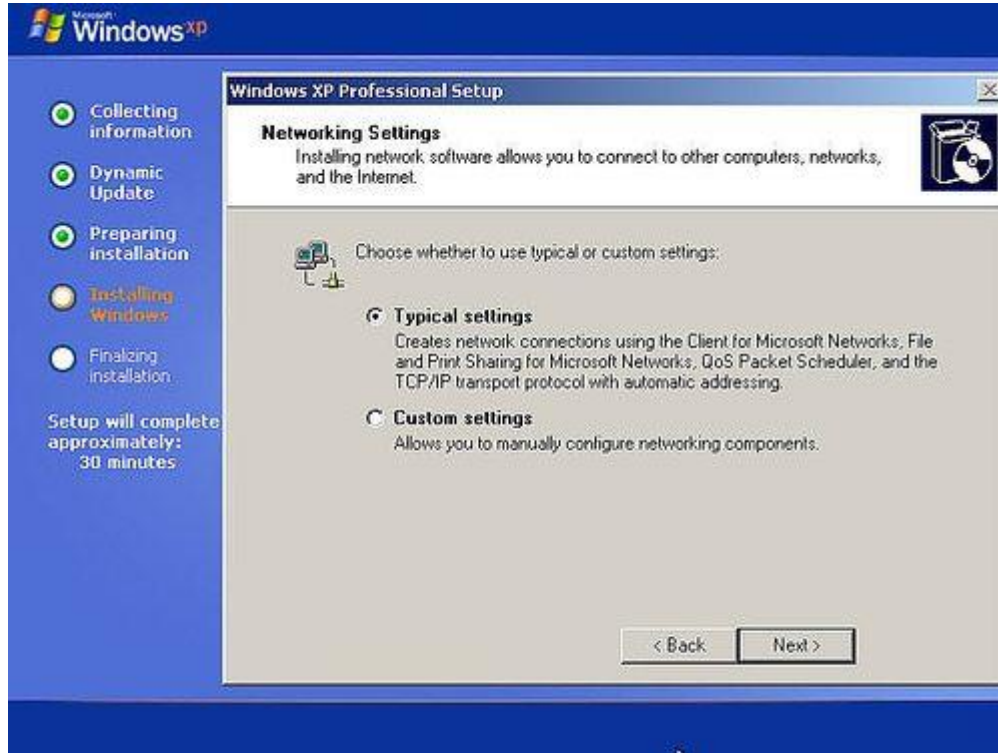 Microsoft
Windows xp
Collecting
information
Dynamic
Update
Preparing
installation
Installing
Windows
Finalizing
installation
Setup will complete
approximately:
30 minutes
Windows XP Professional Setup
Networking Settings
Installing network software allows you to connect to other computers, networks,
and the Internet.
Choose whether to use typical or custom settings:
Typical settings
Creates network connections using the Client for Microsoft Networks, File
and Print Sharing for Microsoft Networks, QoS Packet Scheduler, and the
TCP/IP transport protocol with automatic addressing.
Custom settings
Allows you to manually configure networking components.
< Back
Next >